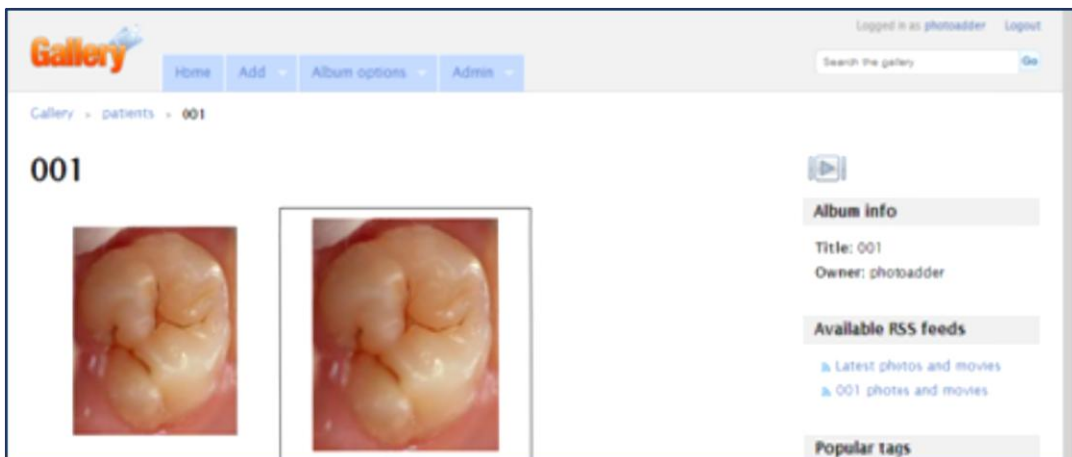 Logged in as photoadder Logout
Gallery
Home Add Album options Admin
Search the gallery Go
Gallery » patients » 001
001
Album info
Title: 001
Owner: photoadder
Available RSS feeds
Latest photos and movies
001 photos and movies
Popular tags